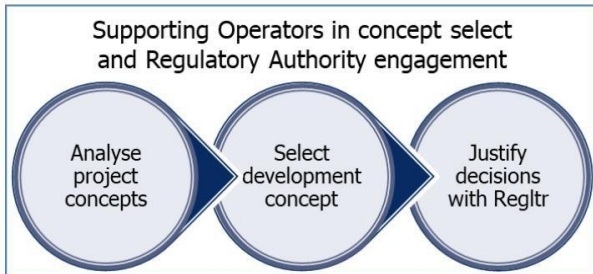 Supporting Operators in concept select
and Regulatory Authority engagement
Analyse
project
concepts
Select
development
concept
Justify
decisions
with Regltr